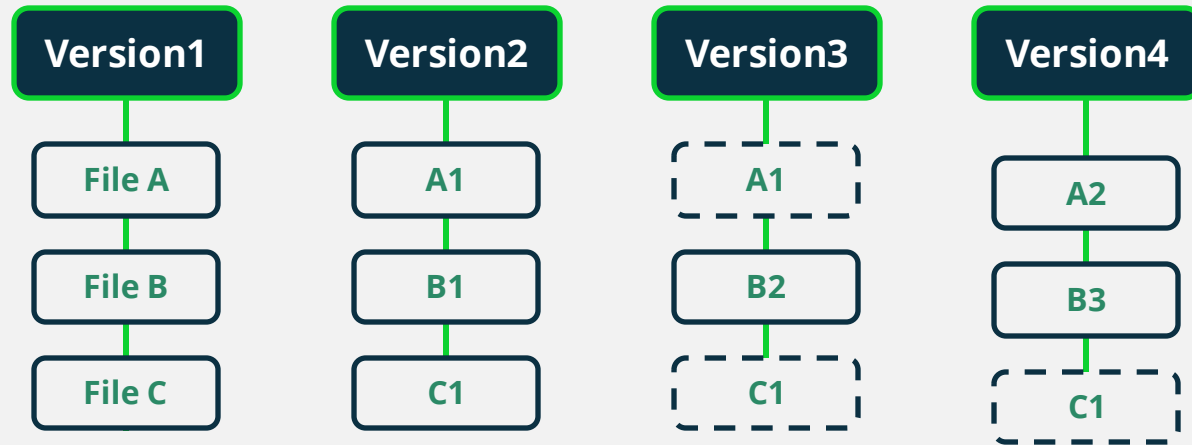 Version1
File A
File B
File C
Version2
A1
B1
C1
Version3
A1
B2
C1
Version4
A2
B3
C1